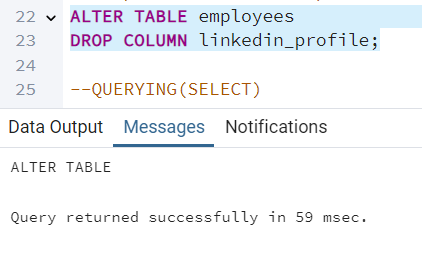 22 ALTER TABLE employees
23 DROP COLUMN linkedin_profile;
24
25 --QUERYING(SELECT)
Data Output Messages Notifications
ALTER TABLE
Query returned successfully in 59 msec.